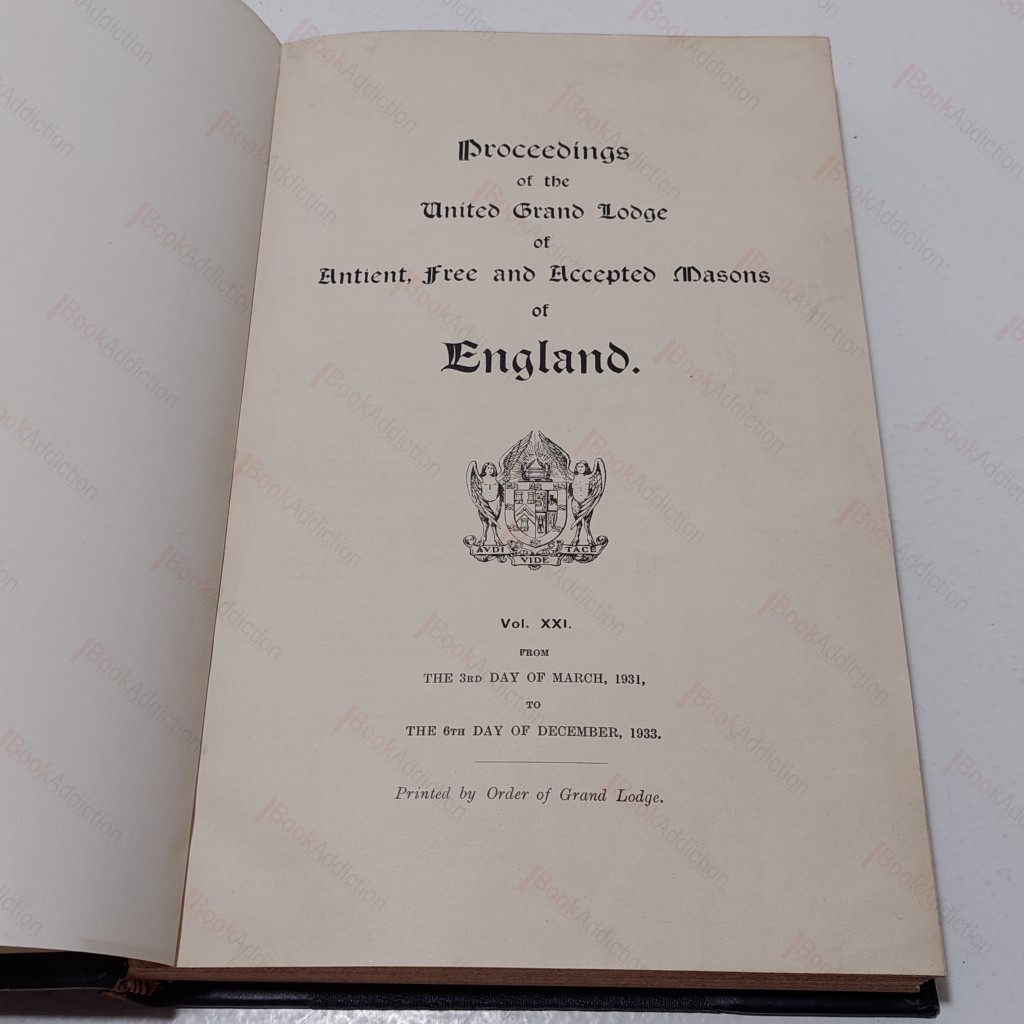 Proceedings
of the
United Grand Lodge
of
Antient, Free and Accepted Masons
of
England.
AVDI VIDE TACE
Vol. XXI.
FROM
THE 3RD DAY OF MARCH, 1931,
TO
THE 6TH DAY OF DECEMBER, 1933.
Printed by Order of Grand Lodge.
BookAddiction